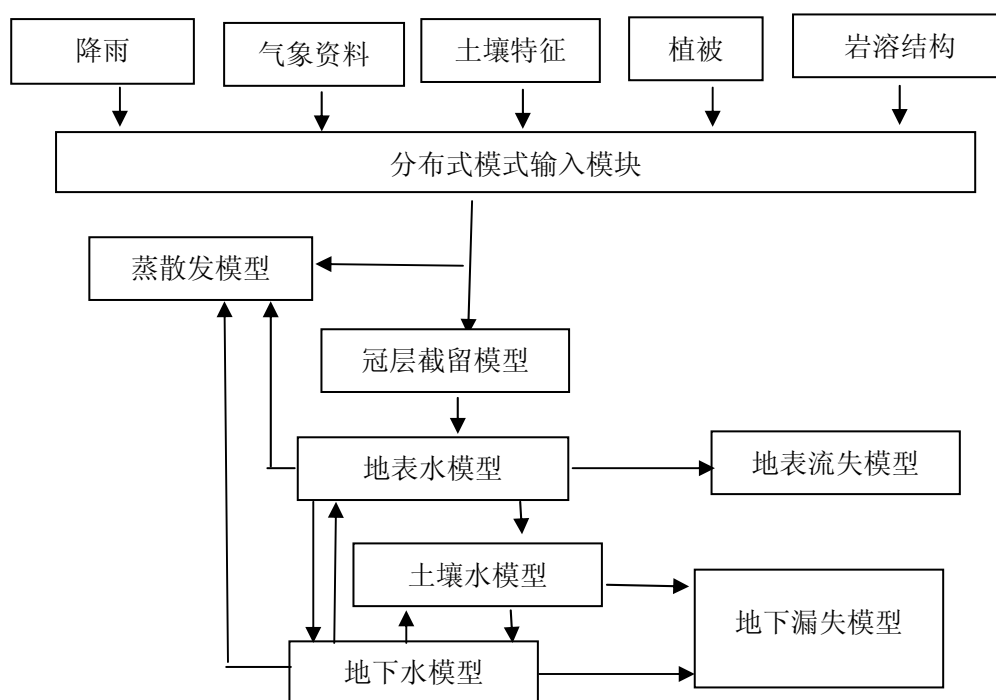 降雨
气象资料
土壤特征
植被
岩溶结构
分布式模式输入模块
蒸散发模型
冠层截留模型
地表水模型
地表流失模型
土壤水模型
地下漏失模型
地下水模型